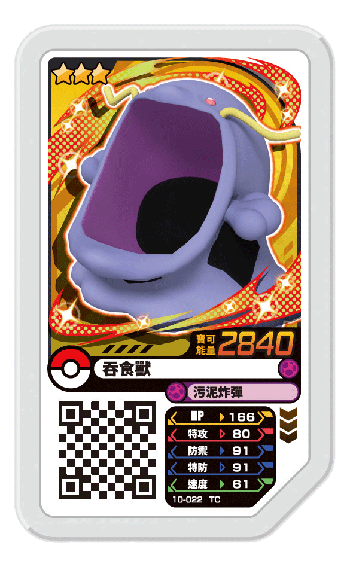 寶可能量 2840
吞食獸
污泥炸彈
HP 166
特攻 80
防禦 91
特防 91
速度 61
10-022 TC